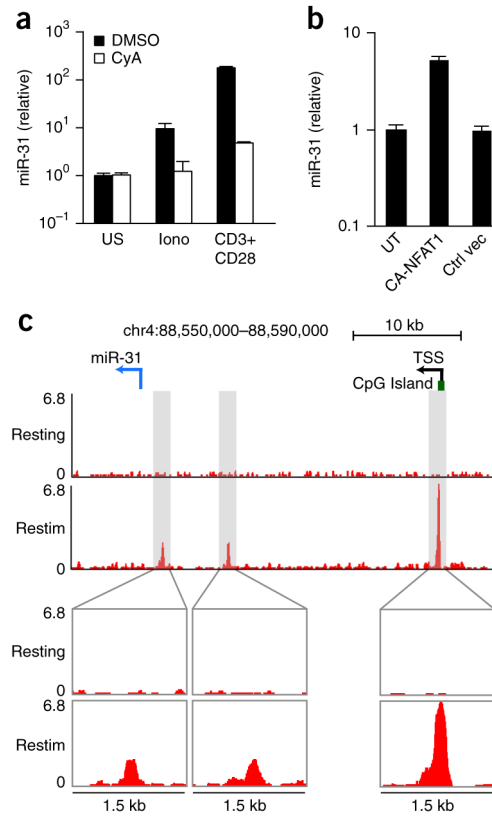 a
DMSO
CyA
miR-31 (relative)
10³
10²
10¹
10⁰
10⁻¹
US Iono CD3+
CD28
b
miR-31 (relative)
10
1
0.1
UT CA-NFAT1 Ctrl vec
c
chr4:88,550,000–88,590,000 10 kb
miR-31 TSS
CpG Island
6.8
Resting
0
6.8
Restim
0
6.8
Resting
0
6.8
Restim
0
1.5 kb 1.5 kb 1.5 kb